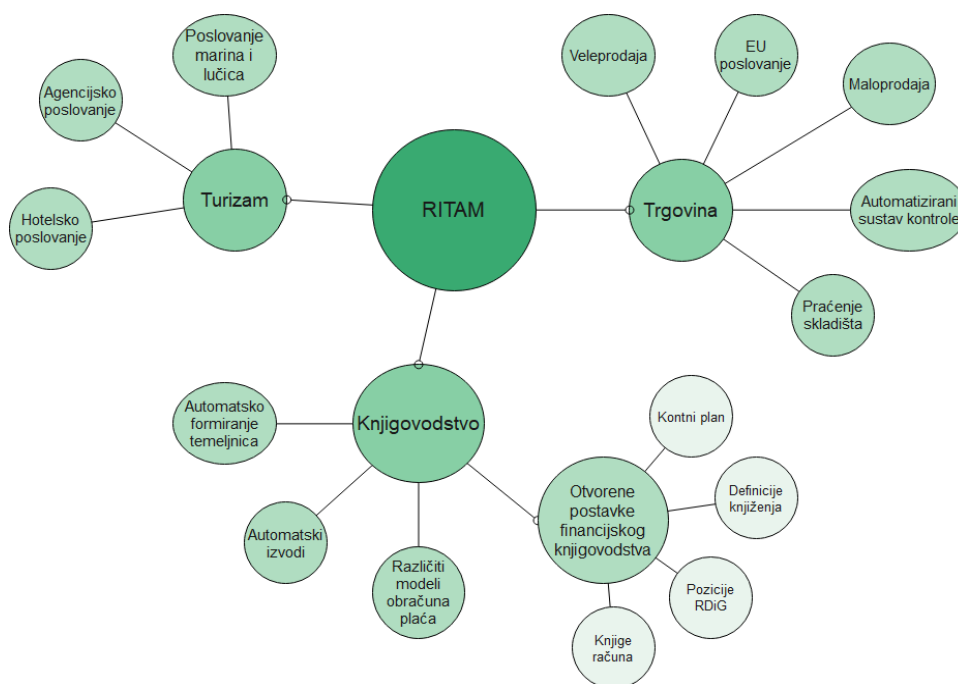 RITAM
Turizam
Poslovanje
marina i
lučica
Agencijsko
poslovanje
Hotelsko
poslovanje
Trgovina
Veleprodaja
EU
poslovanje
Maloprodaja
Automatizirani
sustav kontrole
Praćenje
skladišta
Knjigovodstvo
Automatsko
formiranje
temeljnica
Automatski
izvodi
Različiti
modeli
obračuna
plaća
Otvorene
postavke
financijskog
knjigovodstva
Kontni plan
Definicije
knjiženja
Pozicije
RDiG
Knjige
računa